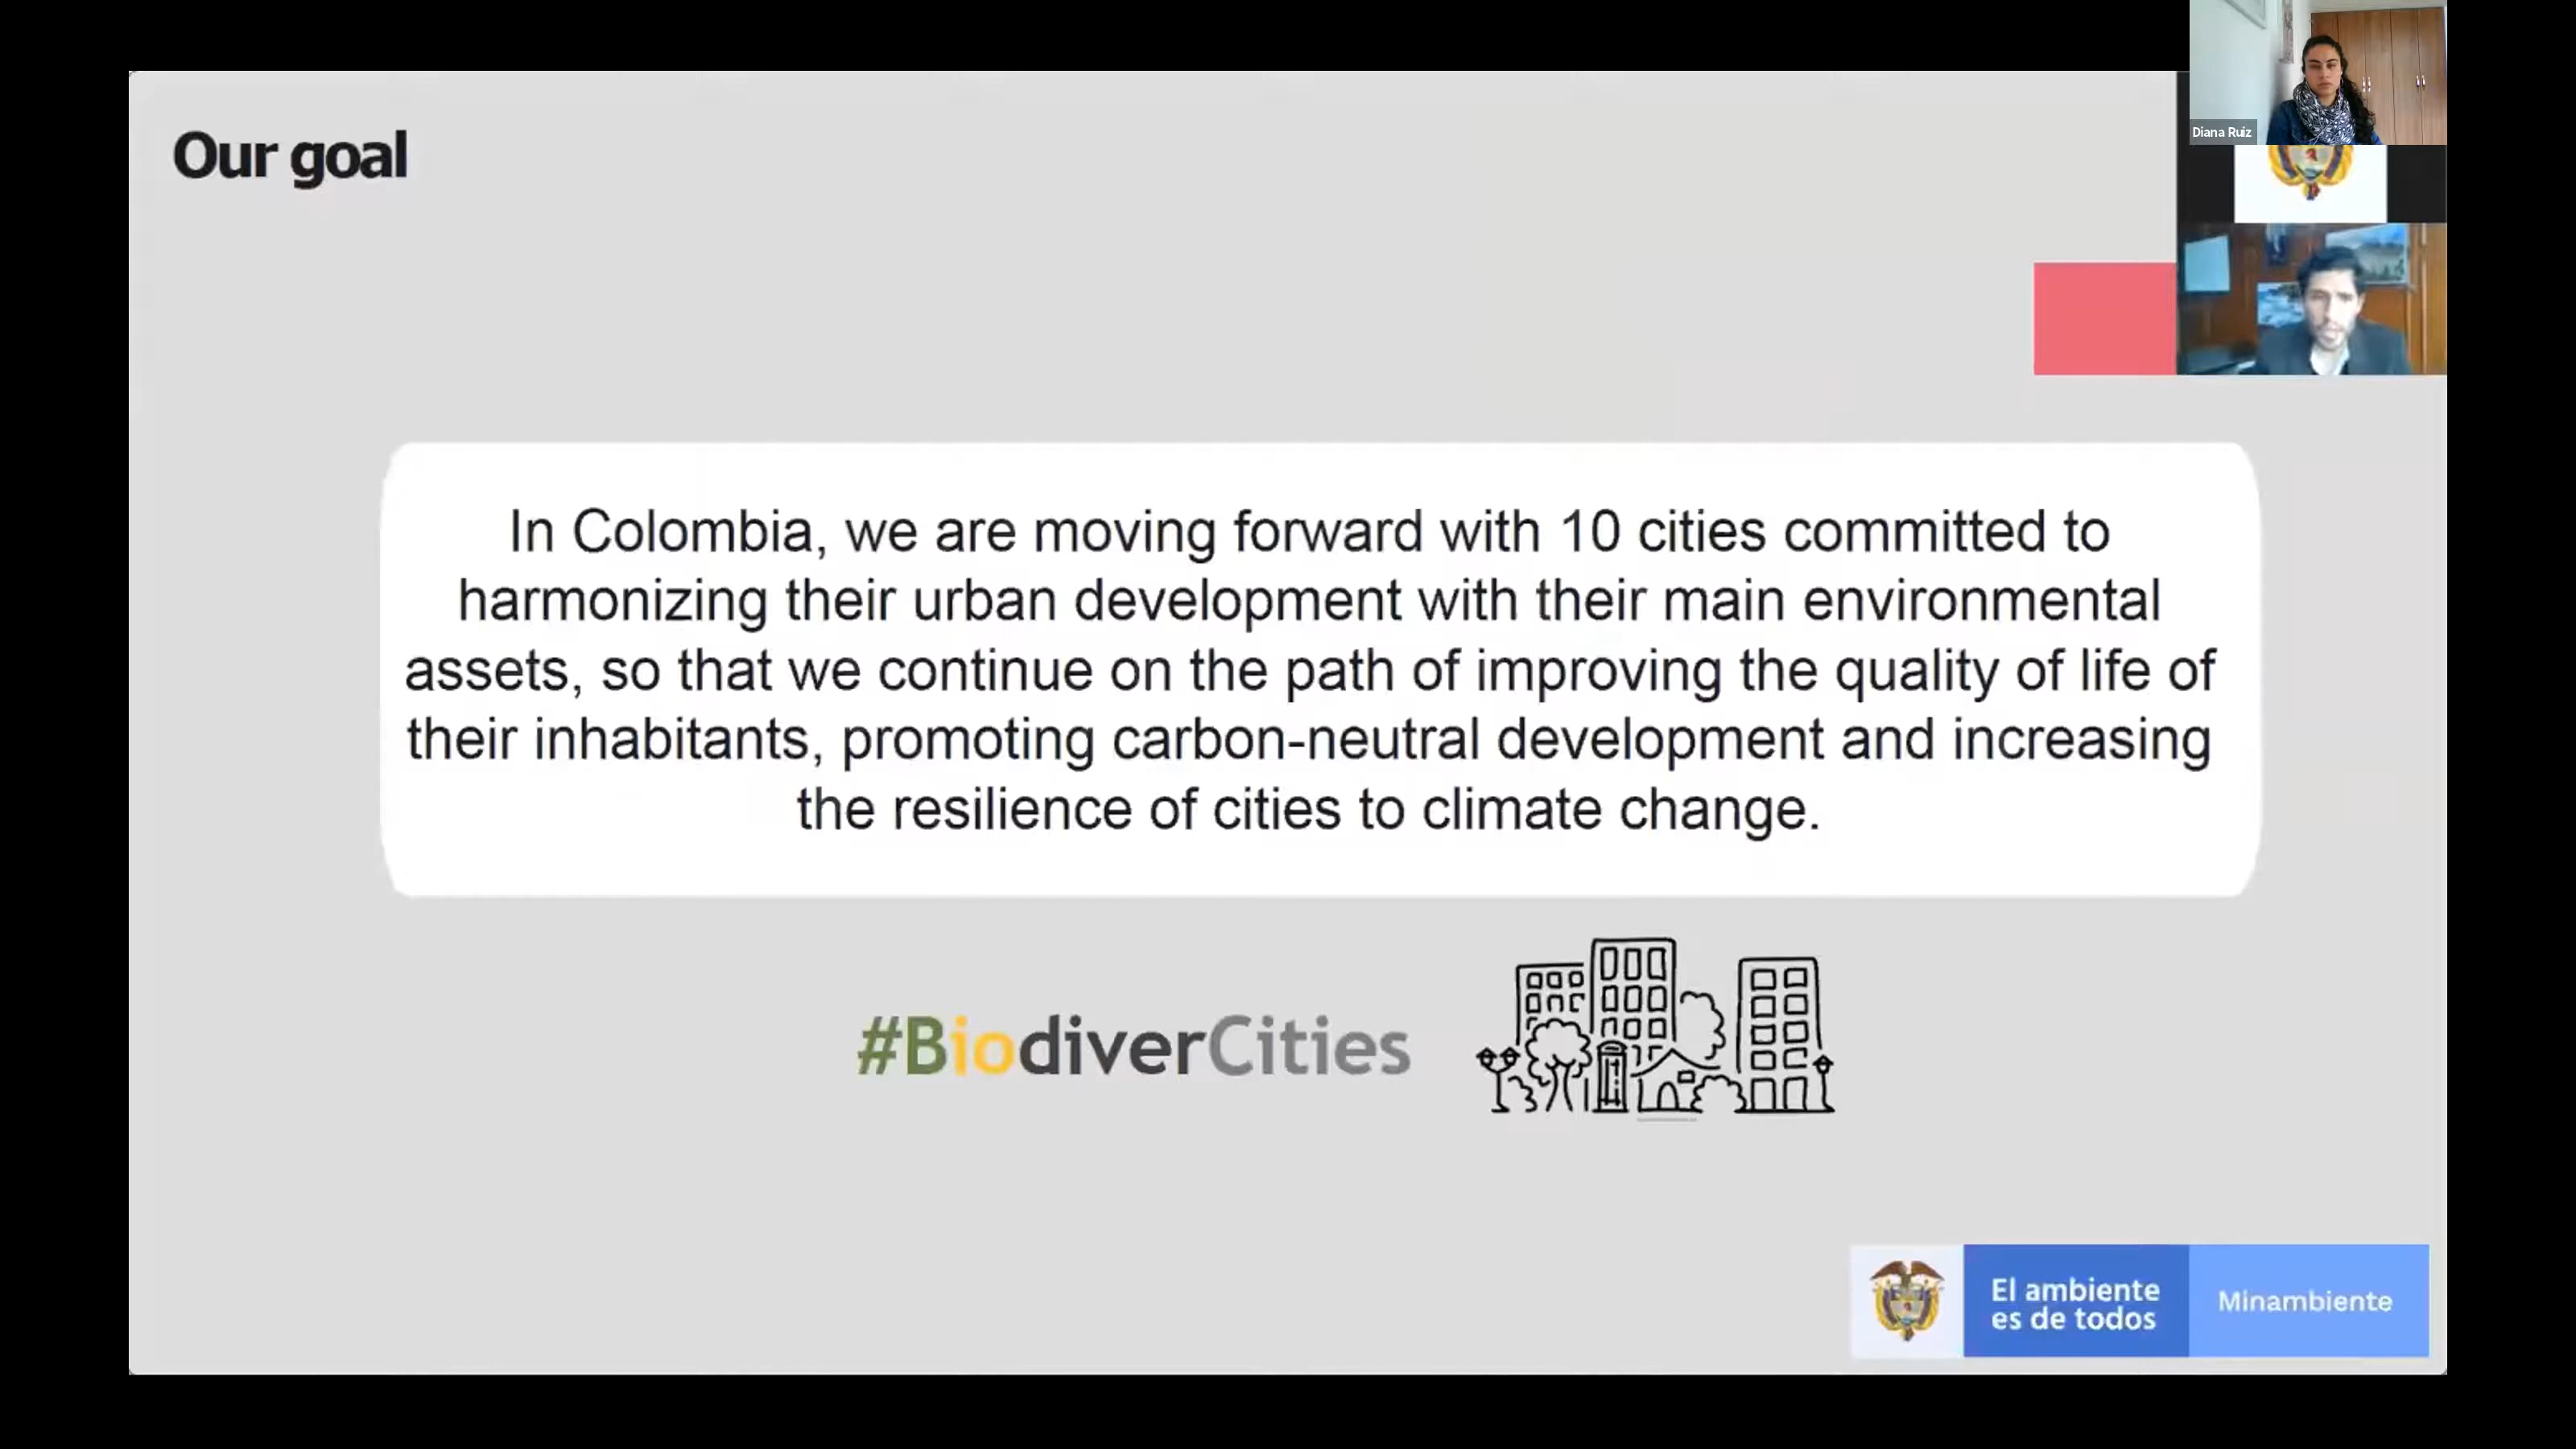 Our goal
Diana Ruiz
In Colombia, we are moving forward with 10 cities committed to
harmonizing their urban development with their main environmental
assets, so that we continue on the path of improving the quality of life of
their inhabitants, promoting carbon-neutral development and increasing
the resilience of cities to climate change.
#BiodiverCities
El ambiente
es de todos
Minambiente